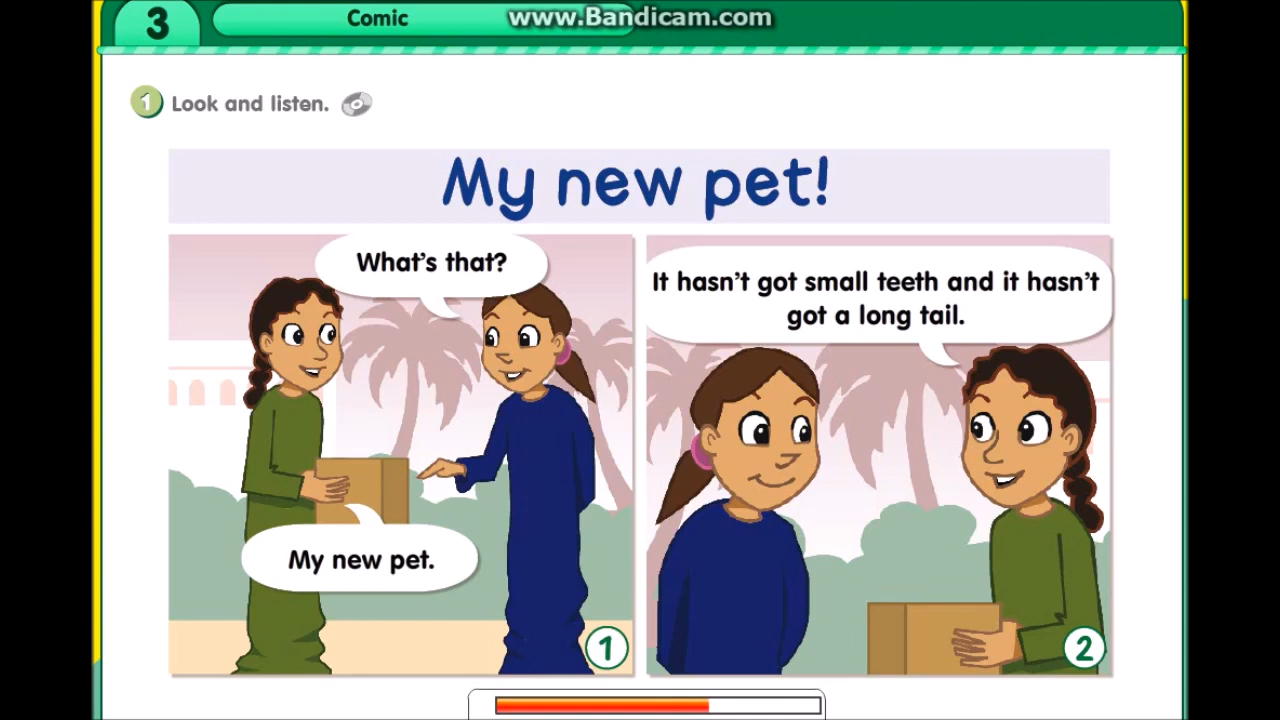 3
Comic
www.Bandicam.com
1 Look and listen.
My new pet!
What's that?
My new pet.
1
It hasn't got small teeth and it hasn't
got a long tail.
2